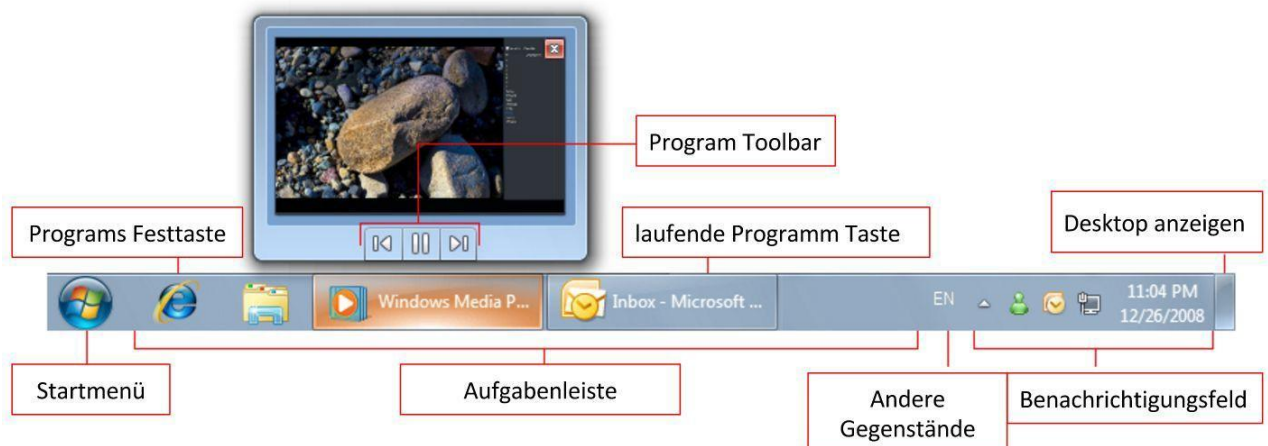 Program Toolbar
Programs Festtaste
laufende Programm Taste
Desktop anzeigen
Windows Media P...
Inbox - Microsoft ...
EN
11:04 PM
12/26/2008
Startmenü
Aufgabenleiste
Andere
Gegenstände
Benachrichtigungsfeld